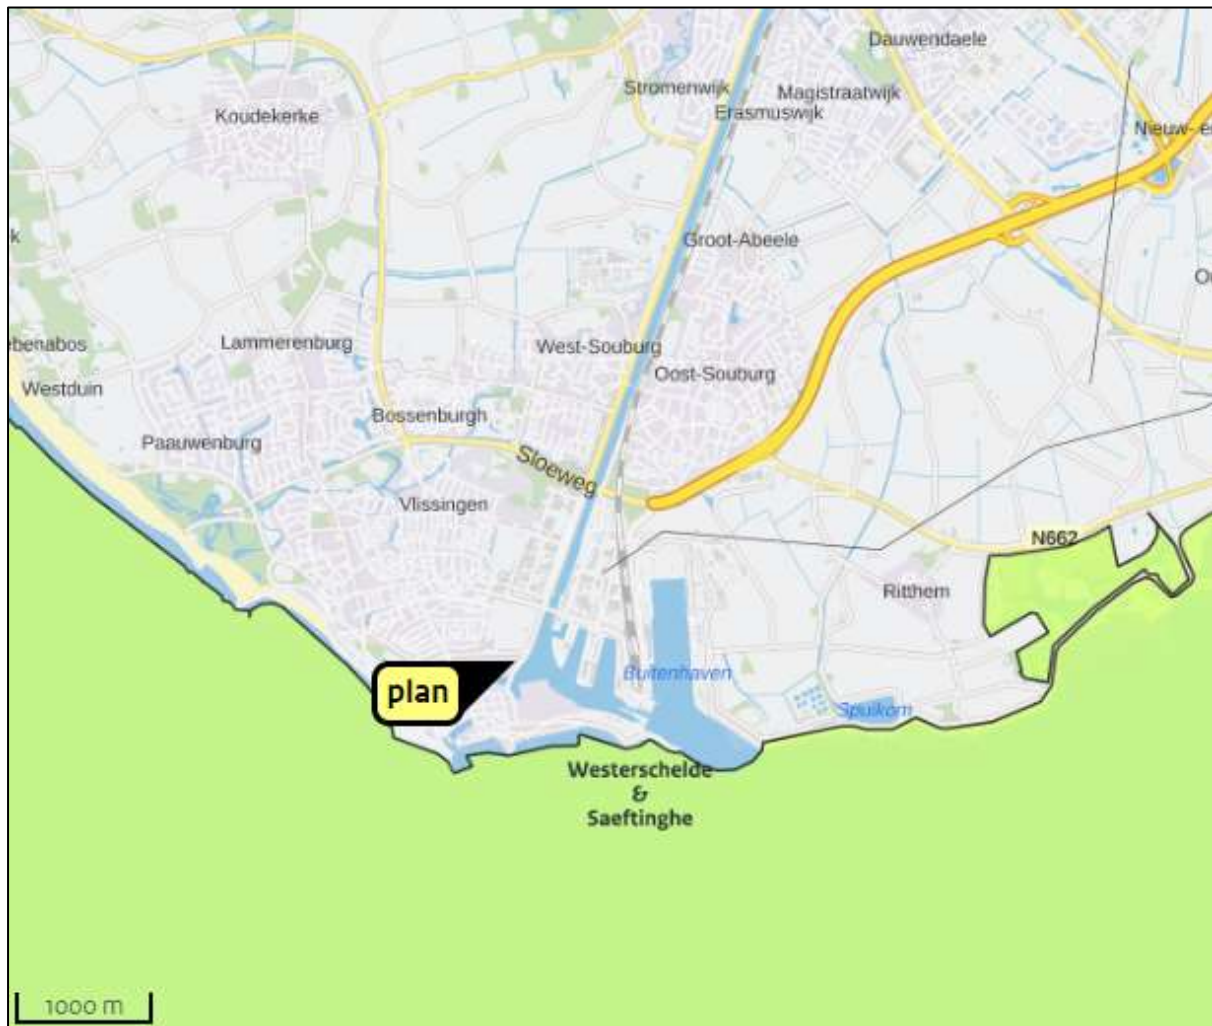 Dauwendaele
Stromenwijk
Magistraatwijk
Koudekerke
Erasmuswijk
Nieuw- e
k
Groot-Abeele
O
ebenabos
Lammerenburg
West-Souburg
Westduin
Oost-Souburg
Bossenburgh
Paauwenburg
Sloeweg
Vlissingen
N662
Ritthem
plan
Buitenhaven
Spuikom
Westerschelde
&
Saeftinghe
1000 m